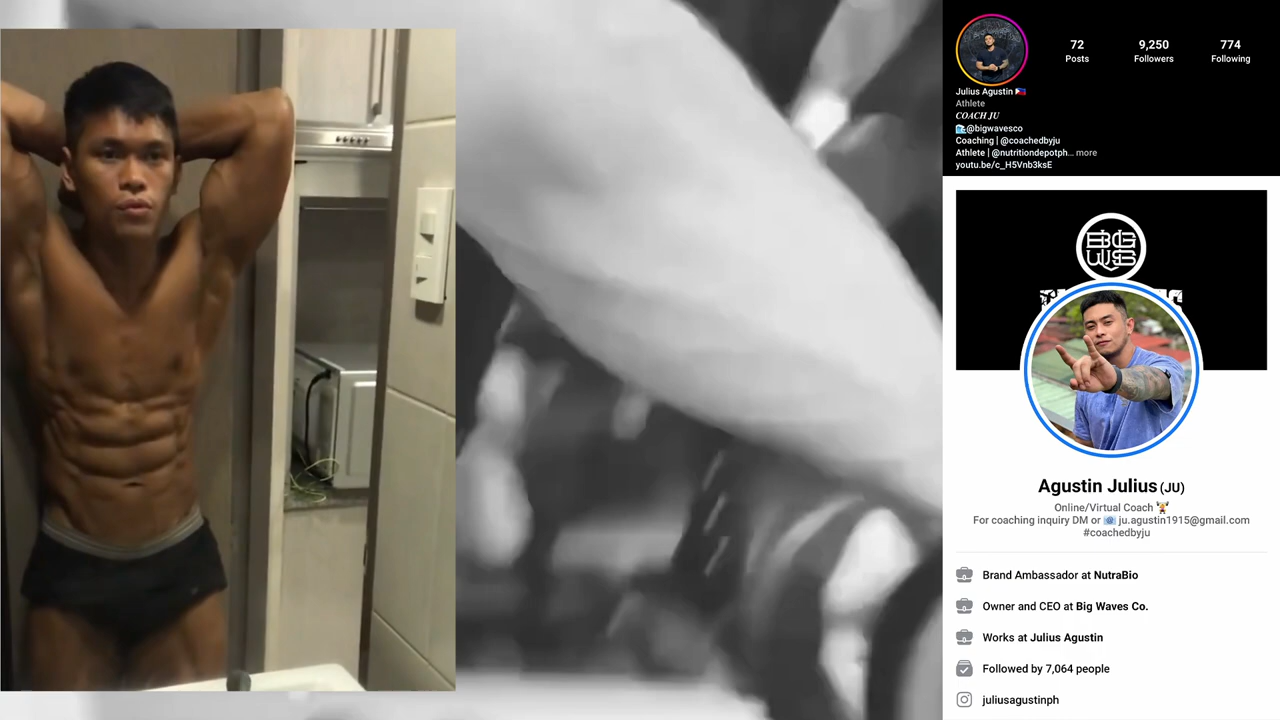 72
9,250
774
Posts
Followers
Following
Julius Agustin 🇵🇭
Athlete
COACH JU
🌊@bigwavesco
Coaching | @coachedbyju
Athlete | @nutritiondepotph... more
youtu.be/c_H5Vnb3ksE
BG
WS
Agustin Julius (JU)
Online/Virtual Coach 🏋️
For coaching inquiry DM or 📧 ju.agustin1915@gmail.com
#coachedbyju
Brand Ambassador at NutraBio
Owner and CEO at Big Waves Co.
Works at Julius Agustin
Followed by 7,064 people
juliusagustinph